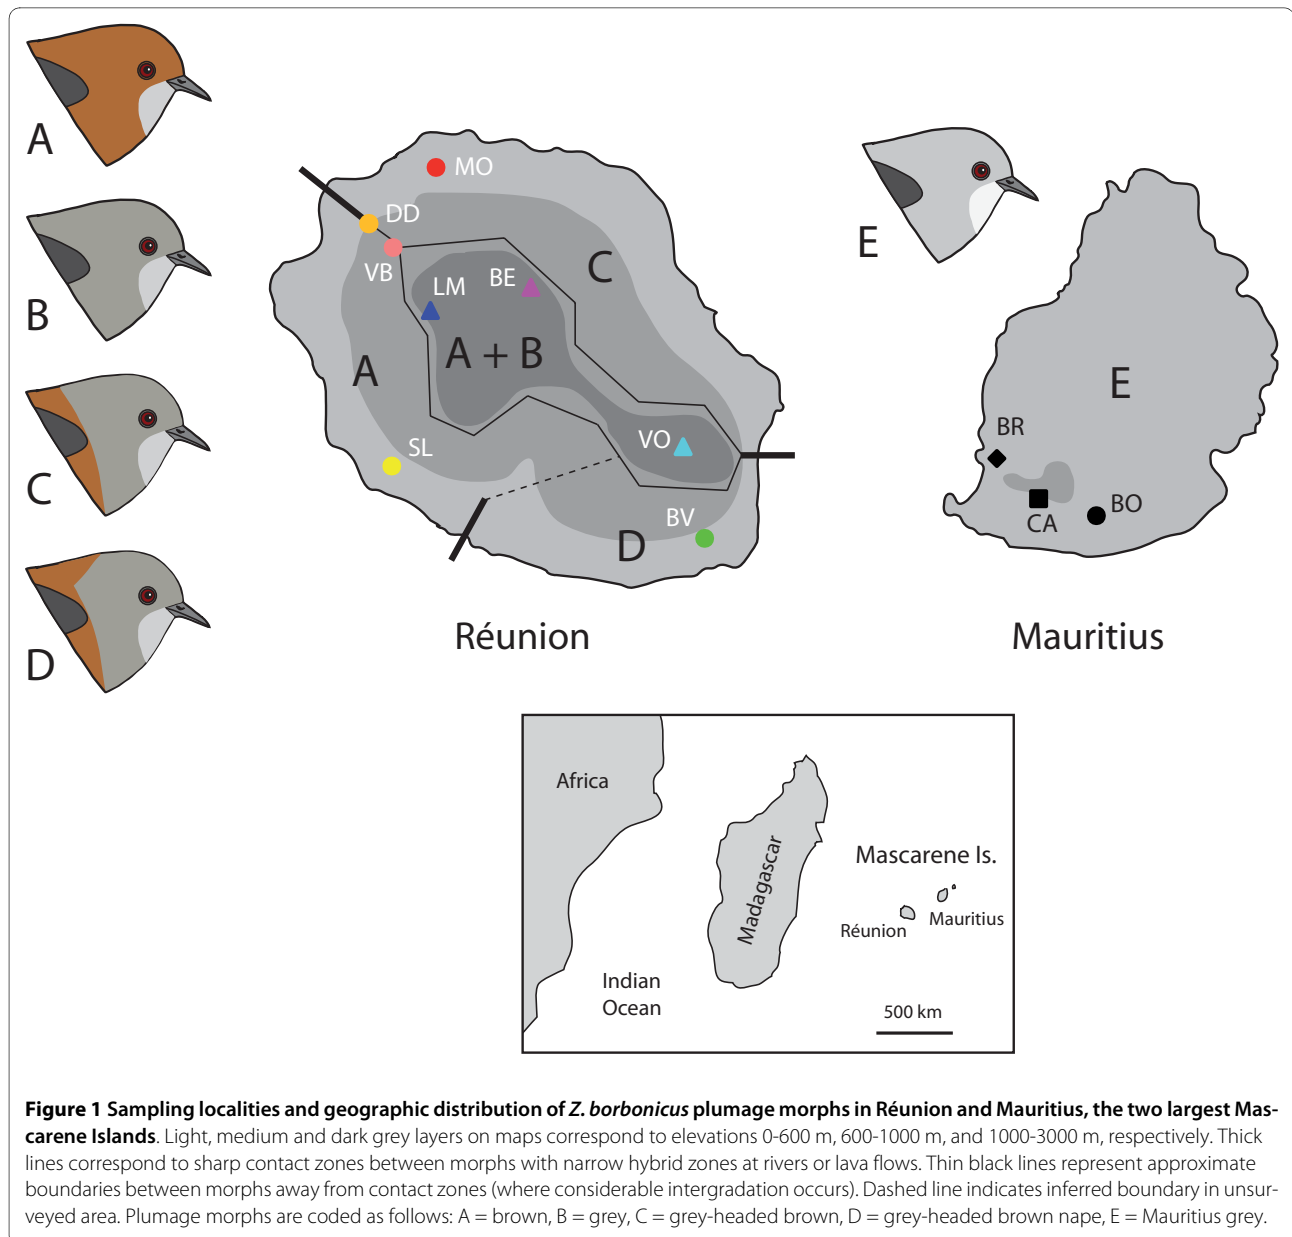 A
B
C
D
MO
DD
VB
LM
BE
C
A
A + B
SL
VO
BV
D
Réunion
E
E
BR
CA
BO
Mauritius
Africa
Madagascar
Mascarene Is.
Réunion
Mauritius
Indian
Ocean
500 km
Figure 1 Sampling localities and geographic distribution of Z. borbonicus plumage morphs in Réunion and Mauritius, the two largest Mas-
carene Islands. Light, medium and dark grey layers on maps correspond to elevations 0-600 m, 600-1000 m, and 1000-3000 m, respectively. Thick
lines correspond to sharp contact zones between morphs with narrow hybrid zones at rivers or lava flows. Thin black lines represent approximate
boundaries between morphs away from contact zones (where considerable intergradation occurs). Dashed line indicates inferred boundary in unsur-
veyed area. Plumage morphs are coded as follows: A = brown, B = grey, C = grey-headed brown, D = grey-headed brown nape, E = Mauritius grey.